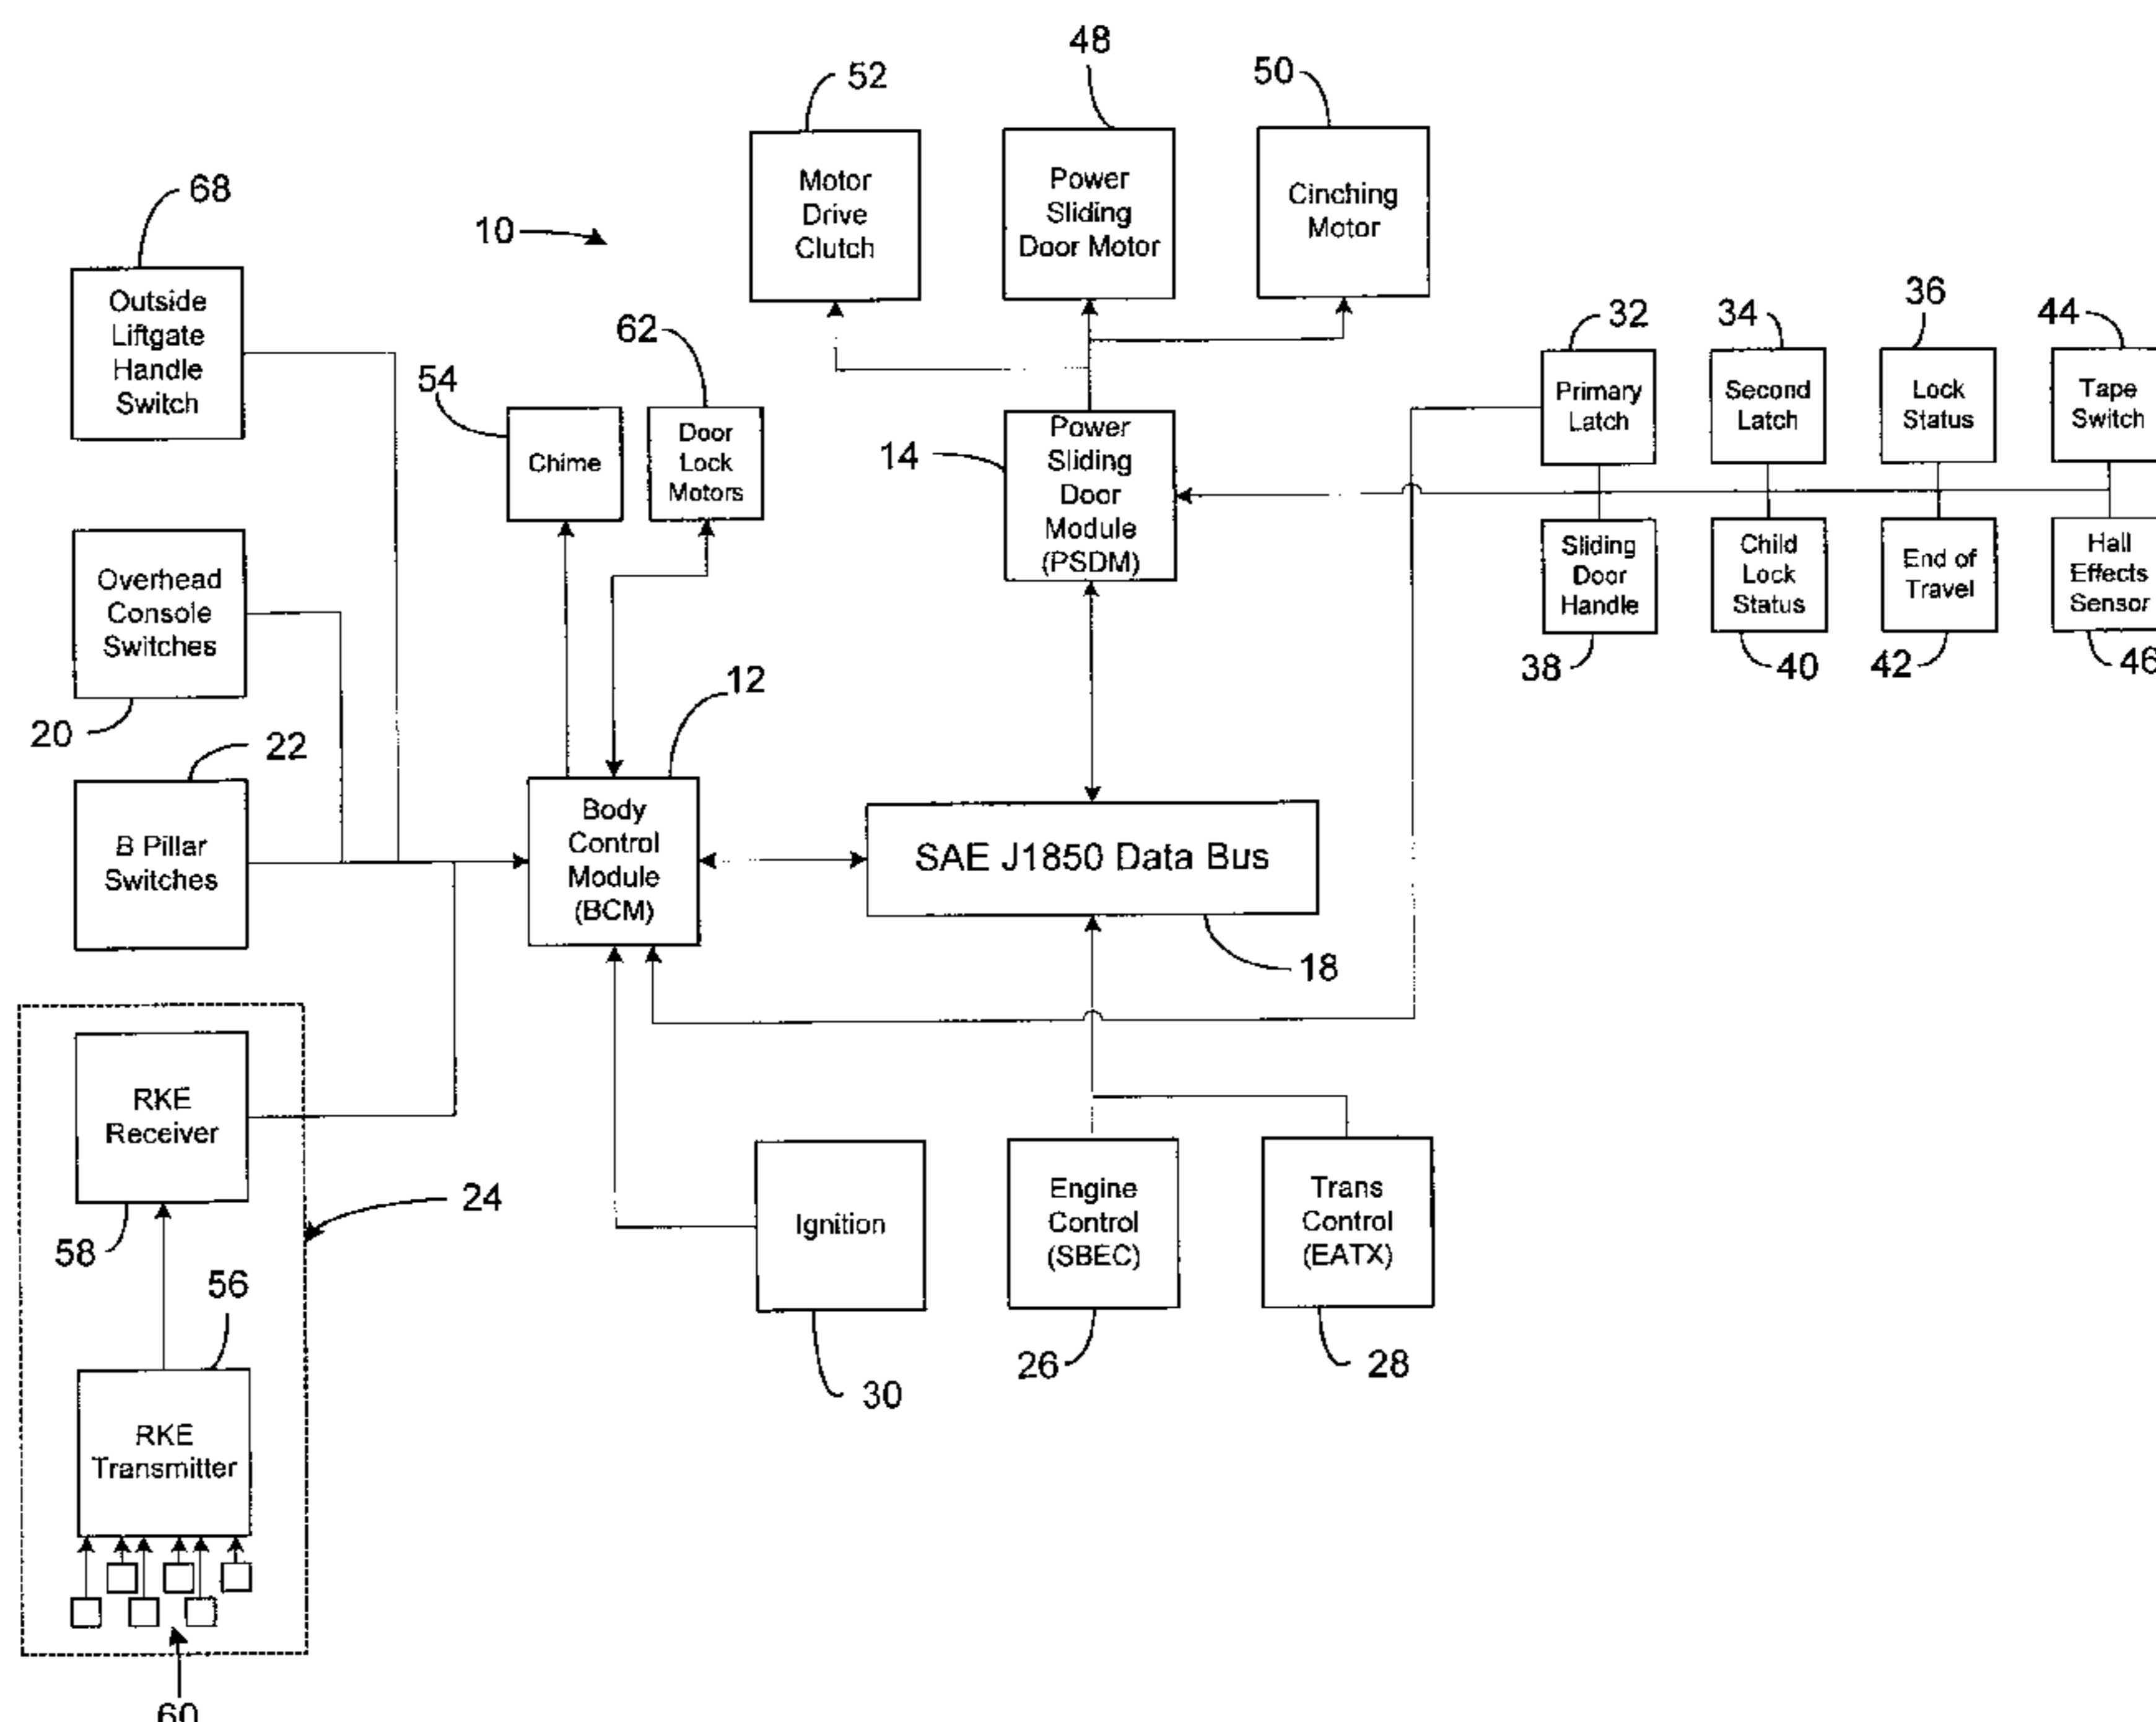 48
52
50
68
10
Motor
Drive
Clutch
Power
Sliding
Door Motor
Cinching
Motor
Outside
Liftgate
Handle
Switch
62
54
32
34
36
44
Chime
Door
Lock
Motors
14
Power
Sliding
Door
Module
(PSDM)
Primary
Latch
Second
Latch
Lock
Status
Tape
Switch
Sliding
Door
Handle
Child
Lock
Status
End of
Travel
Hall
Effects
Sensor
38
40
42
46
Overhead
Console
Switches
20
22
12
B Pillar
Switches
Body
Control
Module
(BCM)
SAE J1850 Data Bus
18
RKE
Receiver
58
24
Ignition
30
Engine
Control
(SBEC)
26
Trans
Control
(EATX)
28
56
RKE
Transmitter
60